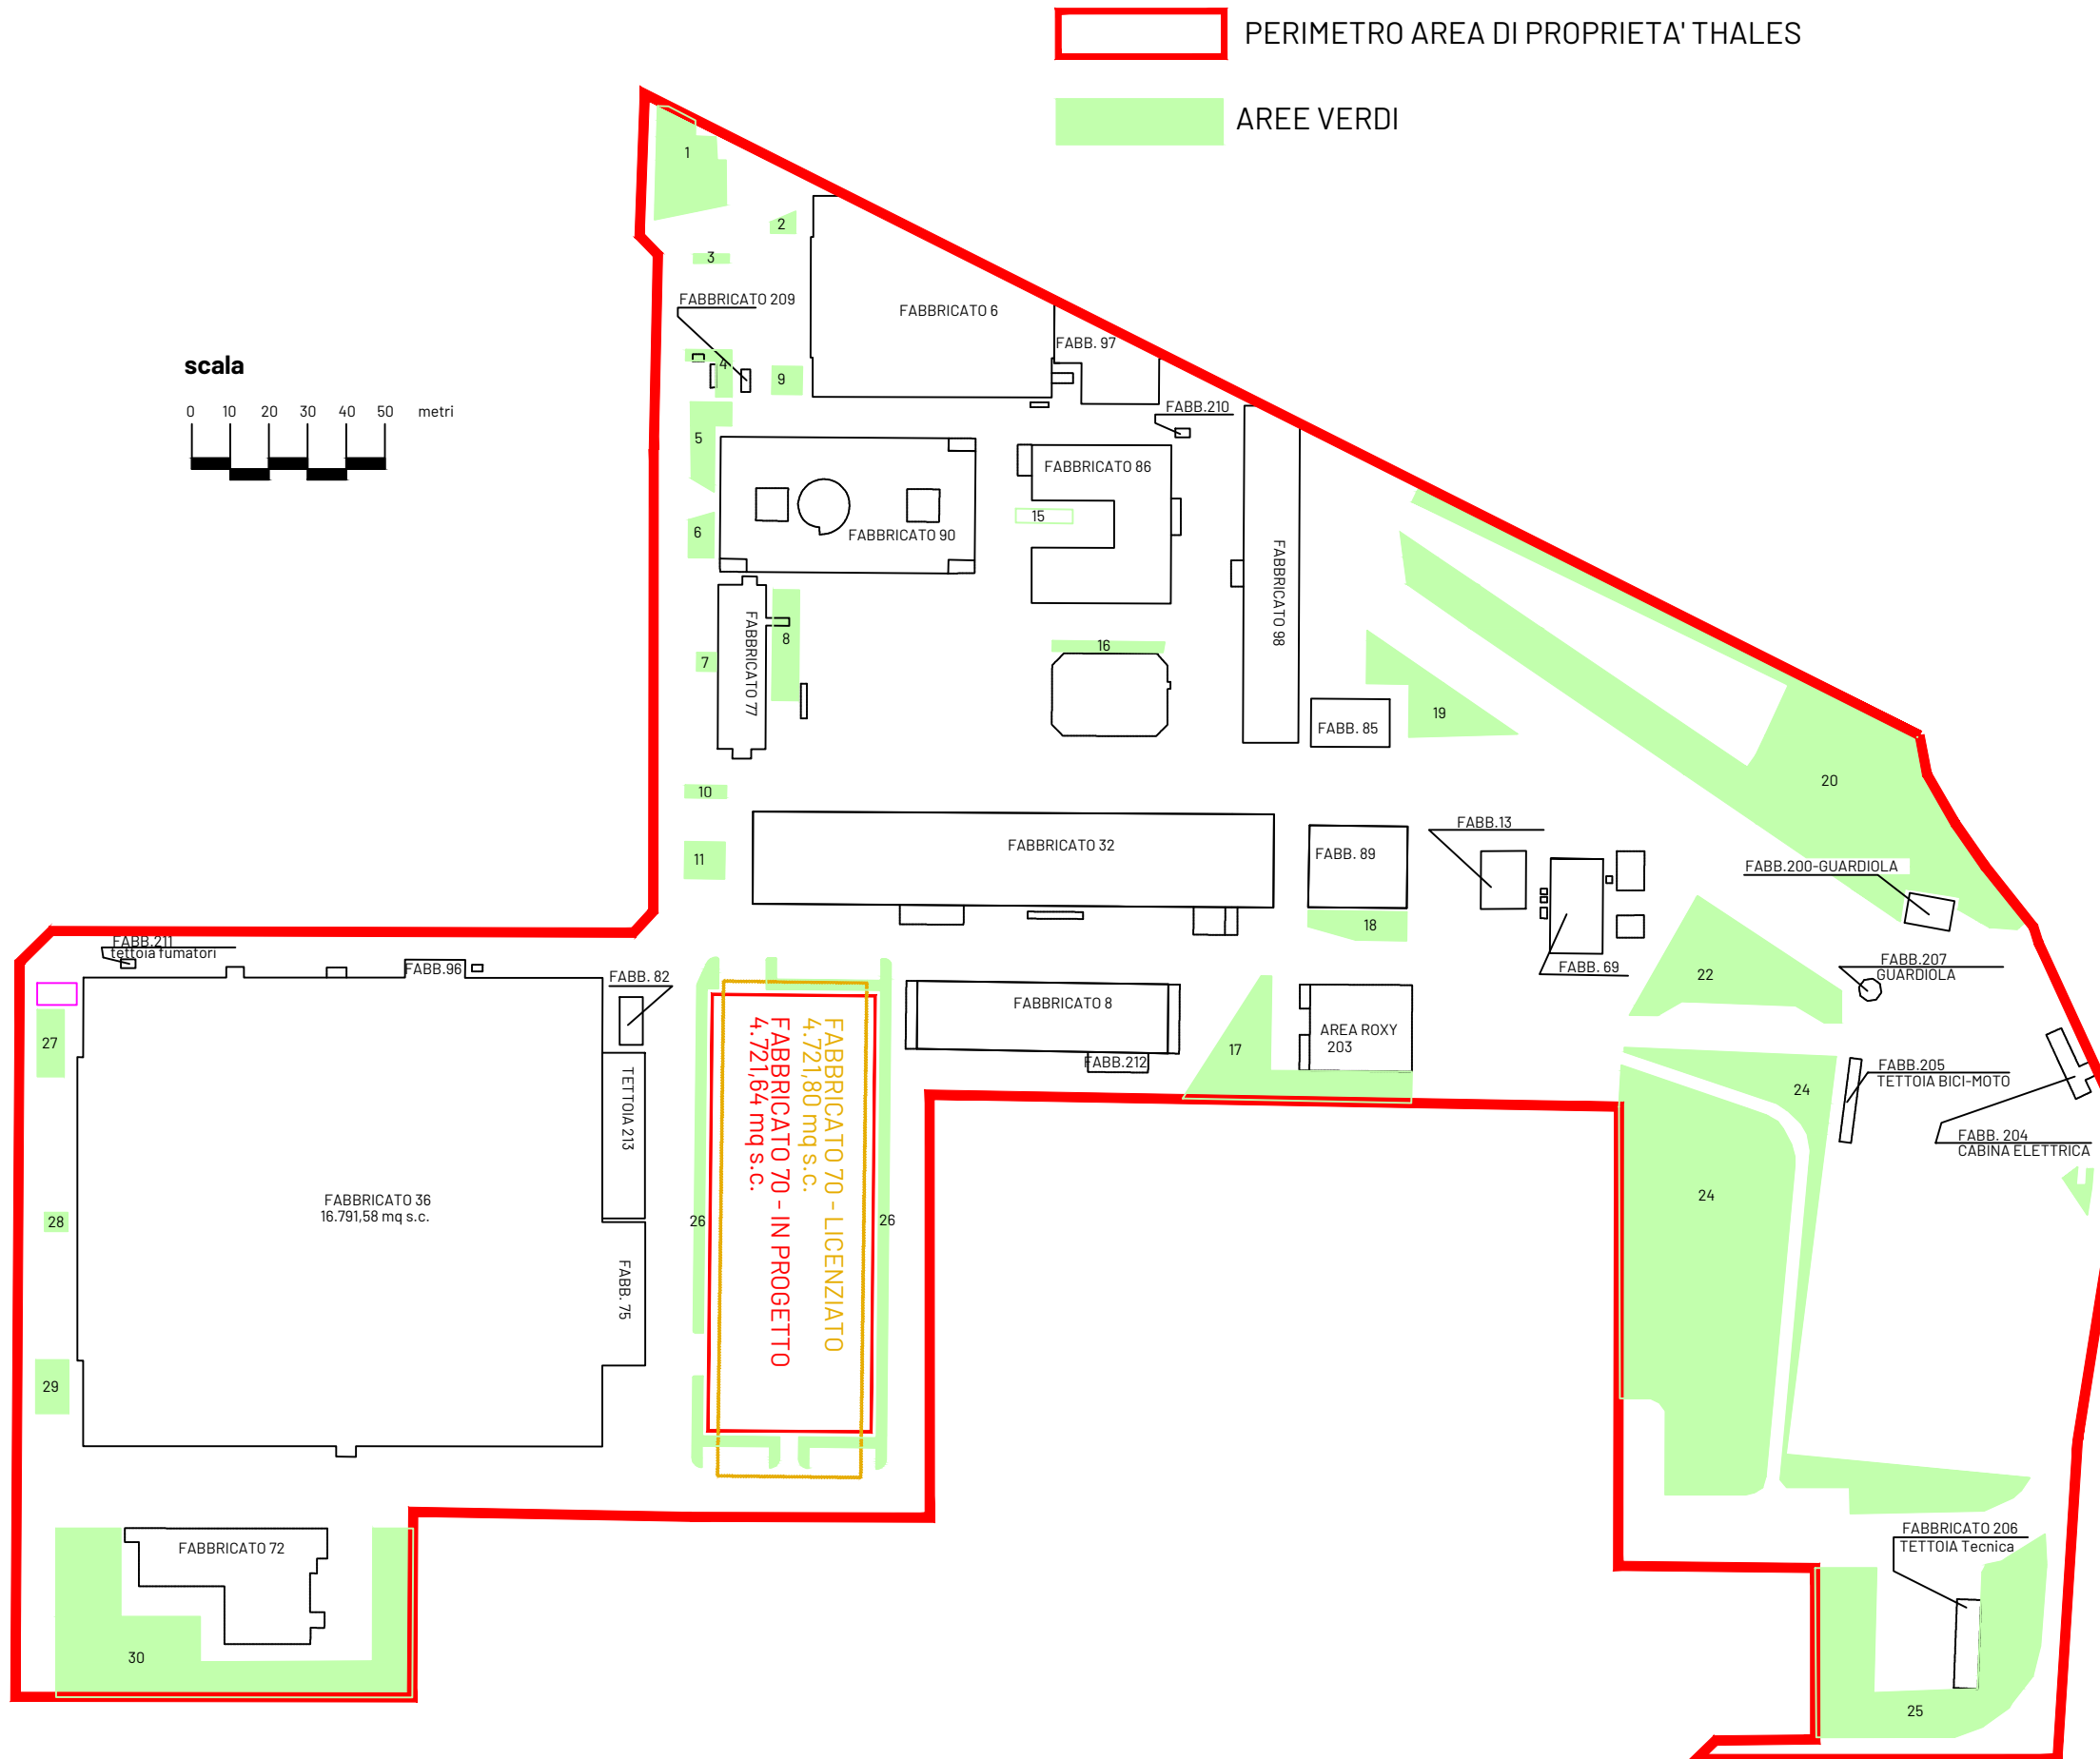 PERIMETRO AREA DI PROPRIETA' THALES
AREE VERDI
1
2
3
FABBRICATO 209
FABBRICATO 6
FABB. 97
scala
4
9
0 10 20 30 40 50 metri
FABB.210
5
FABBRICATO 86
15
6
FABBRICATO 90
FABBRICATO 98
FABBRICATO 77
8
16
7
19
FABB. 85
20
10
FABB.13
FABBRICATO 32
FABB. 89
11
FABB.200-GUARDIOLA
18
FABB.211
tettoia fumatori
FABB.96
FABB. 82
FABB. 69
22
FABB.207
GUARDIOLA
FABBRICATO 8
AREA ROXY
203
27
17
FABB.212
FABB.205
TETTOIA BICI-MOTO
24
TETTOIA 213
FABB. 204
CABINA ELETTRICA
FABBRICATO 70 - LICENZIATO
4.721,80 mq s.c.
FABBRICATO 70 - IN PROGETTO
4.721,64 mq s.c.
24
FABBRICATO 36
16.791,58 mq s.c.
28
26
26
FABB. 75
29
FABBRICATO 206
TETTOIA Tecnica
FABBRICATO 72
30
25